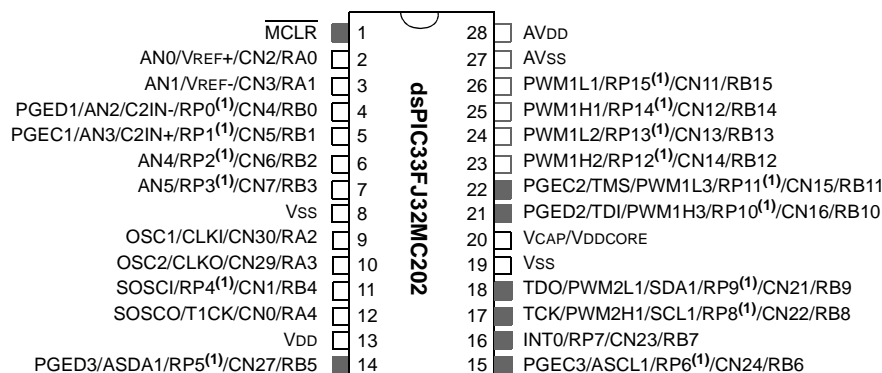 MCLR 1 28 AVDD
AN0/VREF+/CN2/RA0 2 27 AVSS
AN1/VREF-/CN3/RA1 3 26 PWM1L1/RP15(1)/CN11/RB15
PGED1/AN2/C2IN-/RP0(1)/CN4/RB0 4 25 PWM1H1/RP14(1)/CN12/RB14
PGEC1/AN3/C2IN+/RP1(1)/CN5/RB1 5 24 PWM1L2/RP13(1)/CN13/RB13
AN4/RP2(1)/CN6/RB2 6 23 PWM1H2/RP12(1)/CN14/RB12
AN5/RP3(1)/CN7/RB3 7 22 PGEC2/TMS/PWM1L3/RP11(1)/CN15/RB11
VSS 8 21 PGED2/TDI/PWM1H3/RP10(1)/CN16/RB10
OSC1/CLKI/CN30/RA2 9 20 VCAP/VDDCORE
OSC2/CLKO/CN29/RA3 10 19 VSS
SOSCI/RP4(1)/CN1/RB4 11 18 TDO/PWM2L1/SDA1/RP9(1)/CN21/RB9
SOSCO/T1CK/CN0/RA4 12 17 TCK/PWM2H1/SCL1/RP8(1)/CN22/RB8
VDD 13 16 INT0/RP7/CN23/RB7
PGED3/ASDA1/RP5(1)/CN27/RB5 14 15 PGEC3/ASCL1/RP6(1)/CN24/RB6
dsPIC33FJ32MC202